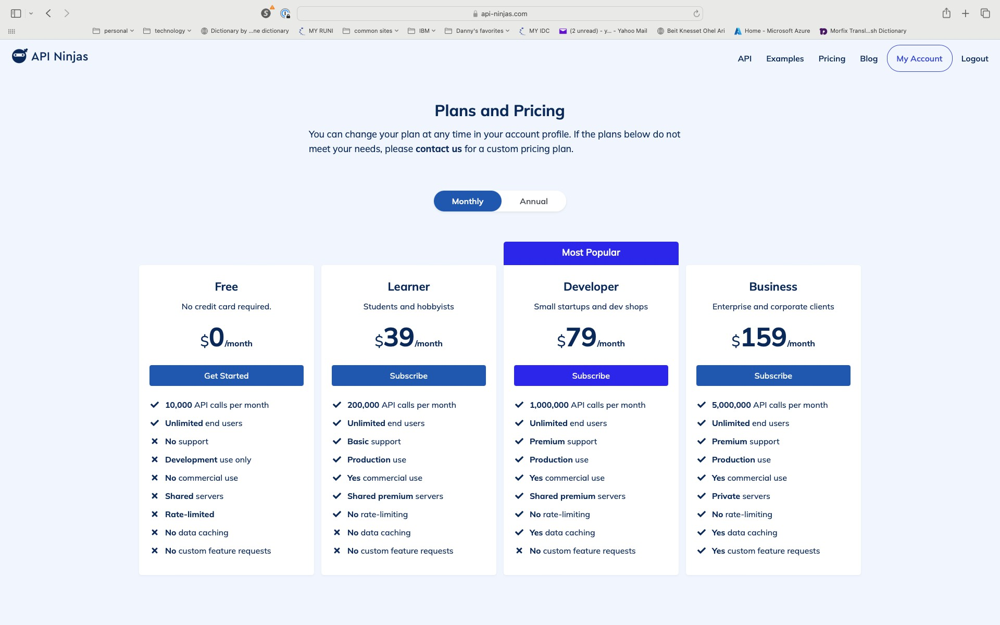 api-ninjas.com
personal
technology
Dictionary by ...ne dictionary
MY RUNI
common sites
IBM
Danny's favorites
MY IDC
(2 unread) - y... - Yahoo Mail
Beit Knesset Ohel Ari
Home - Microsoft Azure
Morfix Transl...sh Dictionary
API Ninjas
API
Examples
Pricing
Blog
My Account
Logout
Plans and Pricing
You can change your plan at any time in your account profile. If the plans below do not
meet your needs, please contact us for a custom pricing plan.
Monthly
Annual
Free
No credit card required.
$0/month
Get Started
10,000 API calls per month
Unlimited end users
No support
Development use only
No commercial use
Shared servers
Rate-limited
No data caching
No custom feature requests
Learner
Students and hobbyists
$39/month
Subscribe
200,000 API calls per month
Unlimited end users
Basic support
Production use
Yes commercial use
Shared premium servers
No rate-limiting
No data caching
No custom feature requests
Most Popular
Developer
Small startups and dev shops
$79/month
Subscribe
1,000,000 API calls per month
Unlimited end users
Premium support
Production use
Yes commercial use
Shared premium servers
No rate-limiting
Yes data caching
No custom feature requests
Business
Enterprise and corporate clients
$159/month
Subscribe
5,000,000 API calls per month
Unlimited end users
Premium support
Production use
Yes commercial use
Private servers
No rate-limiting
Yes data caching
Yes custom feature requests